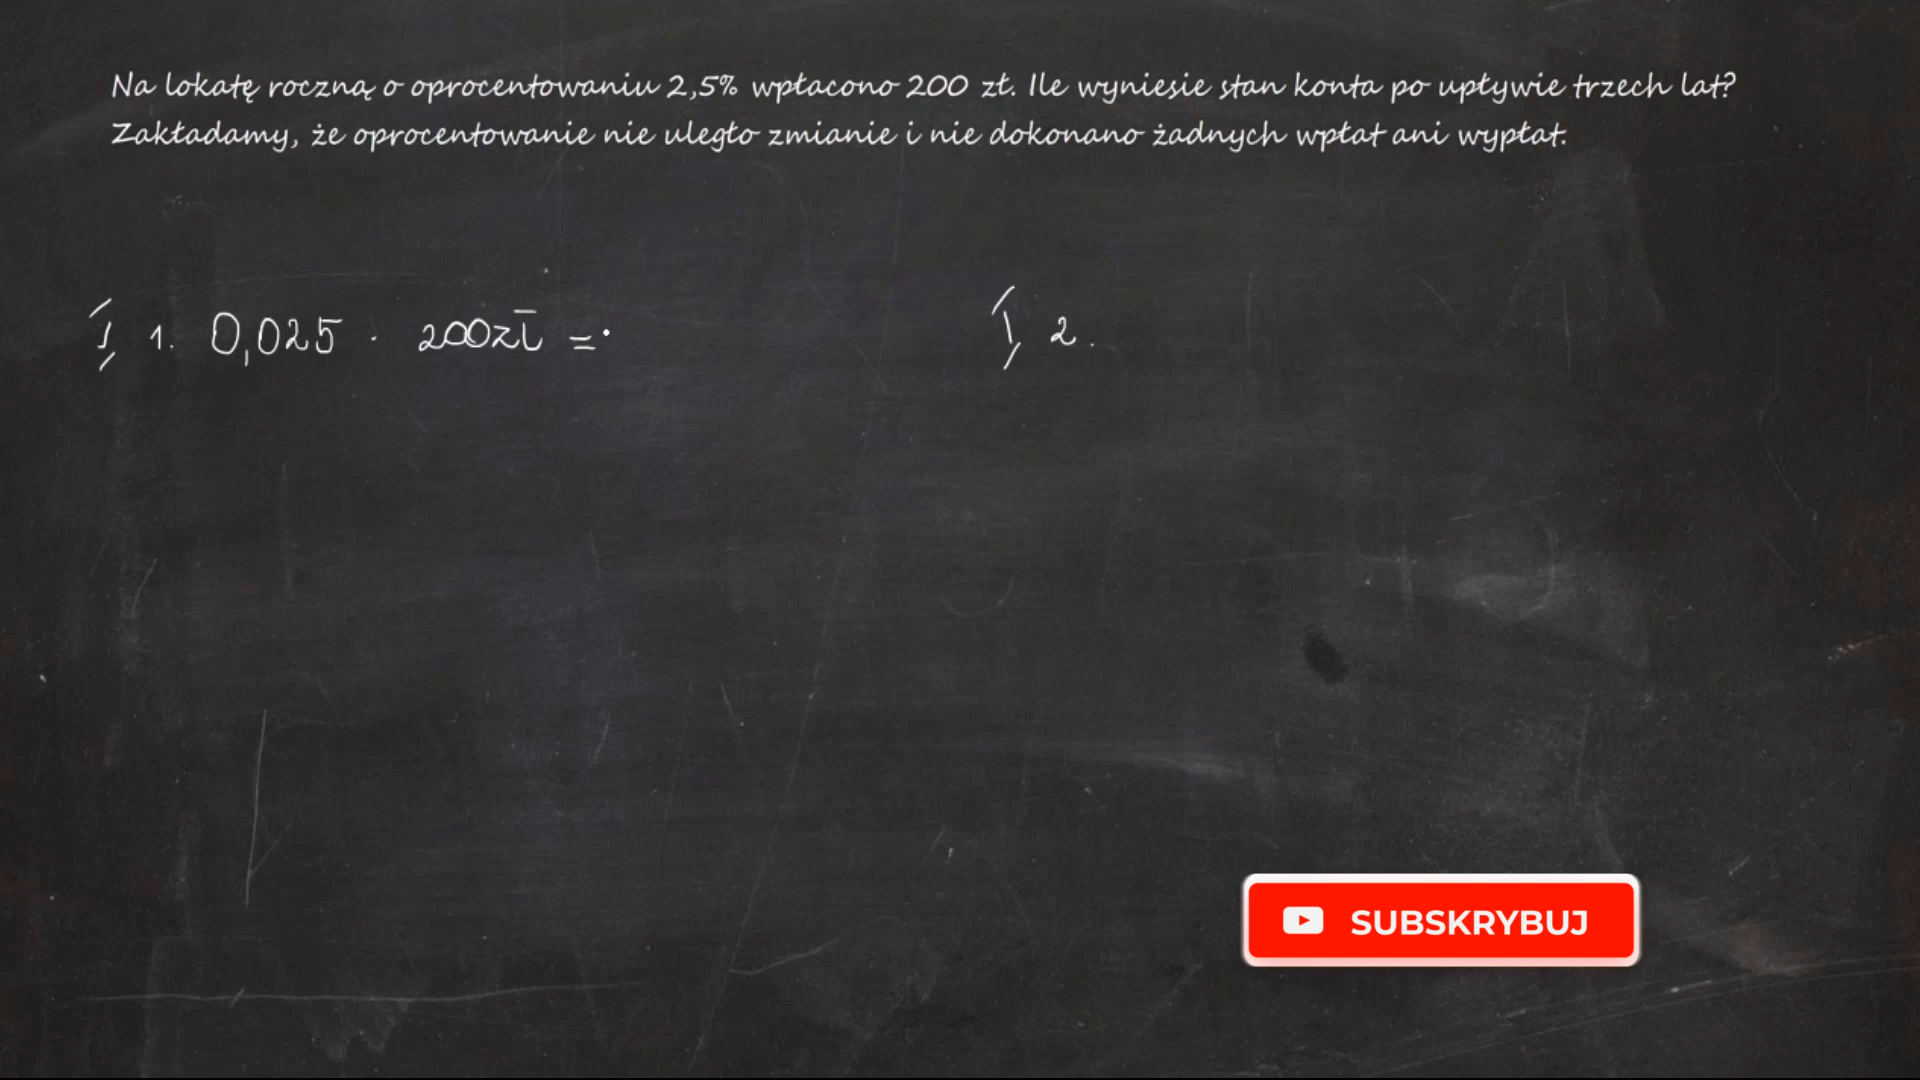 Na lokatę roczną o oprocentowaniu 2,5% wpłacono 200 zł. Ile wyniesie stan konta po upływie trzech lat?
Zakładamy, że oprocentowanie nie uległo zmianie i nie dokonano żadnych wpłat ani wypłat.
1. 0,025 · 200zł =
2.
SUBSKRYBUJ